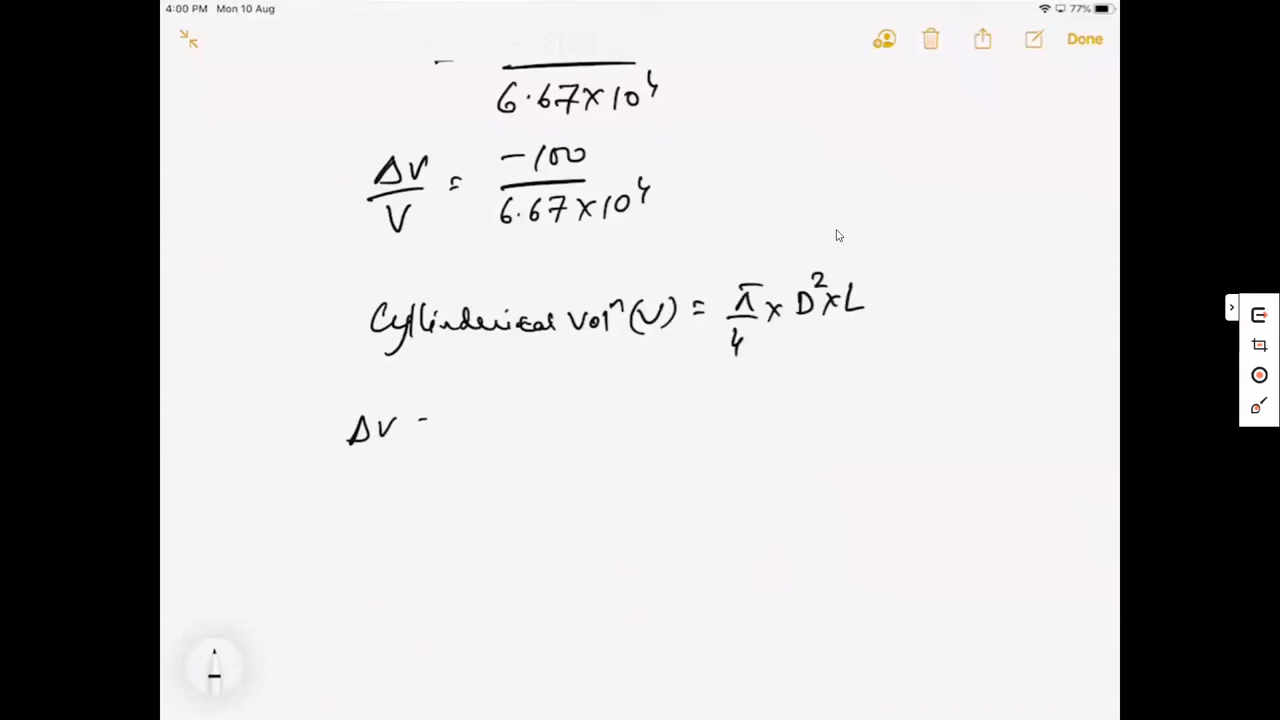 4:00 PM Mon 10 Aug 77%
Done
- ―――
6.67×10⁴
ΔV/V = -100/6.67×10⁴
Cyllinderical Volⁿ(V) = π/4 × D²×L
ΔV -